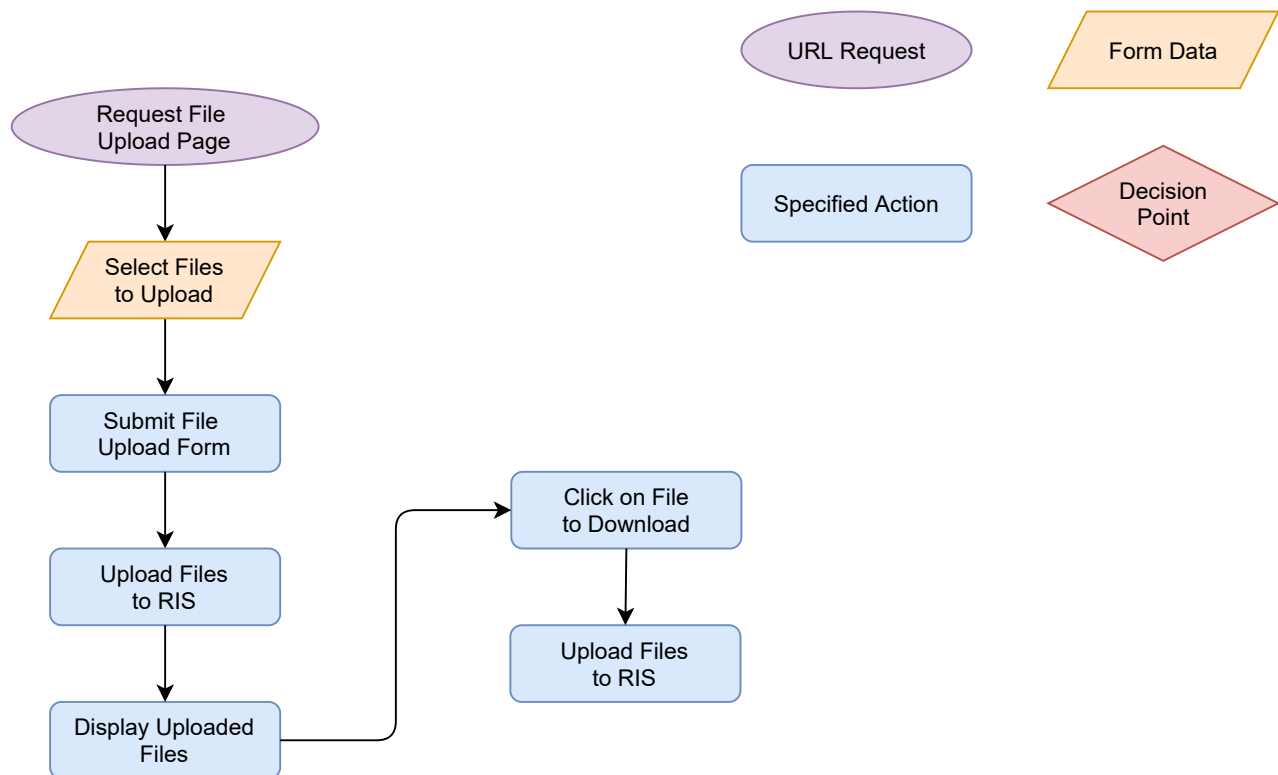 URL Request
Form Data
Request File
Upload Page
Specified Action
Decision
Point
Select Files
to Upload
Submit File
Upload Form
Click on File
to Download
Upload Files
to RIS
Upload Files
to RIS
Display Uploaded
Files